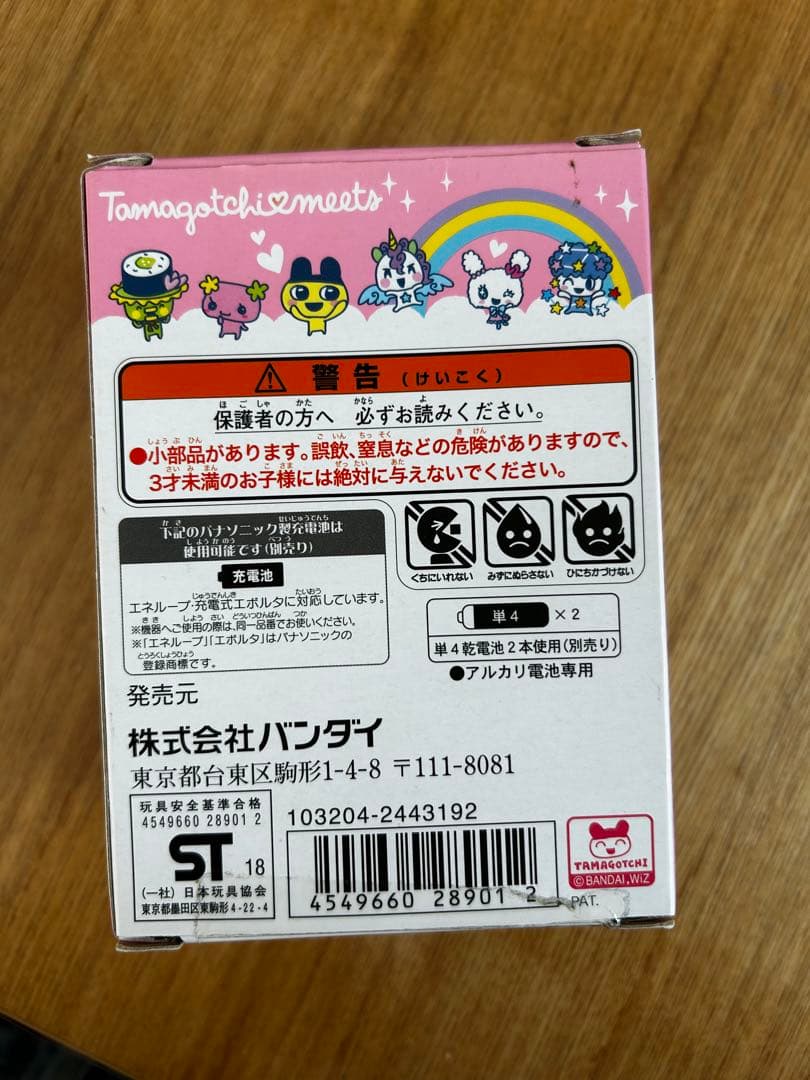 Tamagotchi meets
V2
警告 (けいこく)
保護者の方へ 必ずお読みください。
●小部品があります。誤飲、窒息などの危険がありますので、
3才未満のお子様には絶対に与えないでください。
下記のパナソニック製充電池は
使用可能です(別売り)
充電池
エネループ・充電式エボルタに対応しています。
※機器へご使用の際は、同一品番でお使いください。
※「エネループ」「エボルタ」はパナソニックの
登録商標です。
くちにいれない みずにぬらさない ひにちかづけない
単4 ×2
単4乾電池2本使用(別売り)
●アルカリ電池専用
発売元
株式会社バンダイ
東京都台東区駒形1-4-8 〒111-8081
玩具安全基準合格
4549660 28901 2
ST 18
(一社)日本玩具協会
東京都墨田区東駒形4-22-4
103204-2443192
4549660 28901 2
TAMAGOTCHI
©BANDAI,WiZ
PAT.